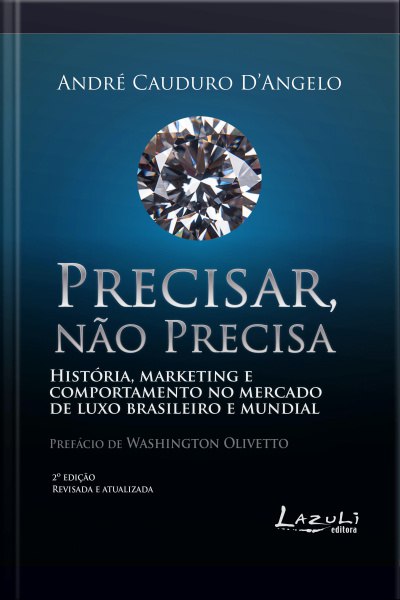 André Cauduro D'Angelo
Precisar,
não Precisa
História, marketing e
comportamento no mercado
de luxo brasileiro e mundial
Prefácio de Washington Olivetto
2º edição
Revisada e atualizada
Lazuli
editora